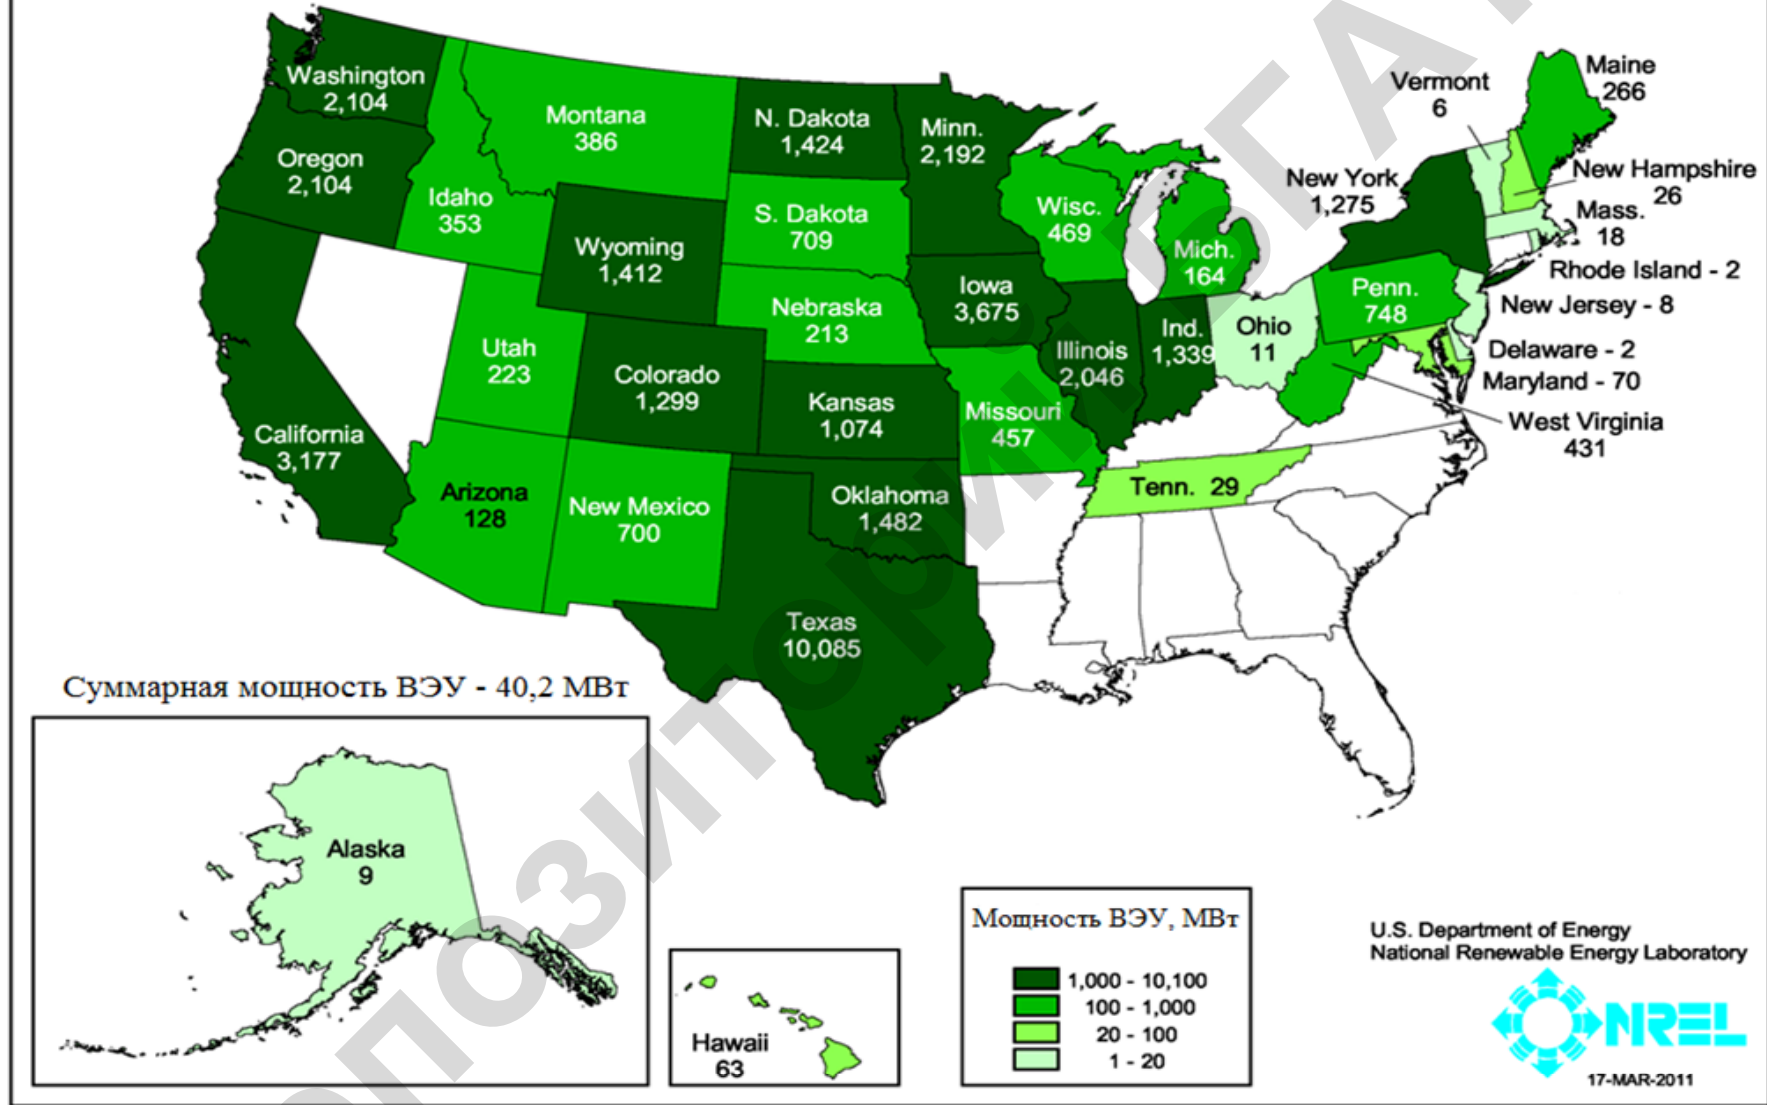 Washington
2,104
Oregon
2,104
Idaho
353
Montana
386
Wyoming
1,412
N. Dakota
1,424
S. Dakota
709
Nebraska
213
Minn.
2,192
Wisc.
469
Mich.
164
Iowa
3,675
Illinois
2,046
Ind.
1,339
Ohio
11
Penn.
748
New York
1,275
Vermont
6
Maine
266
New Hampshire
26
Mass.
18
Rhode Island - 2
New Jersey - 8
Delaware - 2
Maryland - 70
West Virginia
431
California
3,177
Utah
223
Colorado
1,299
Kansas
1,074
Missouri
457
Arizona
128
New Mexico
700
Oklahoma
1,482
Tenn. 29
Texas
10,085
Суммарная мощность ВЭУ - 40,2 МВт
Alaska
9
Hawaii
63
Мощность ВЭУ, МВт
1,000 - 10,100
100 - 1,000
20 - 100
1 - 20
U.S. Department of Energy
National Renewable Energy Laboratory
NREL
17-MAR-2011